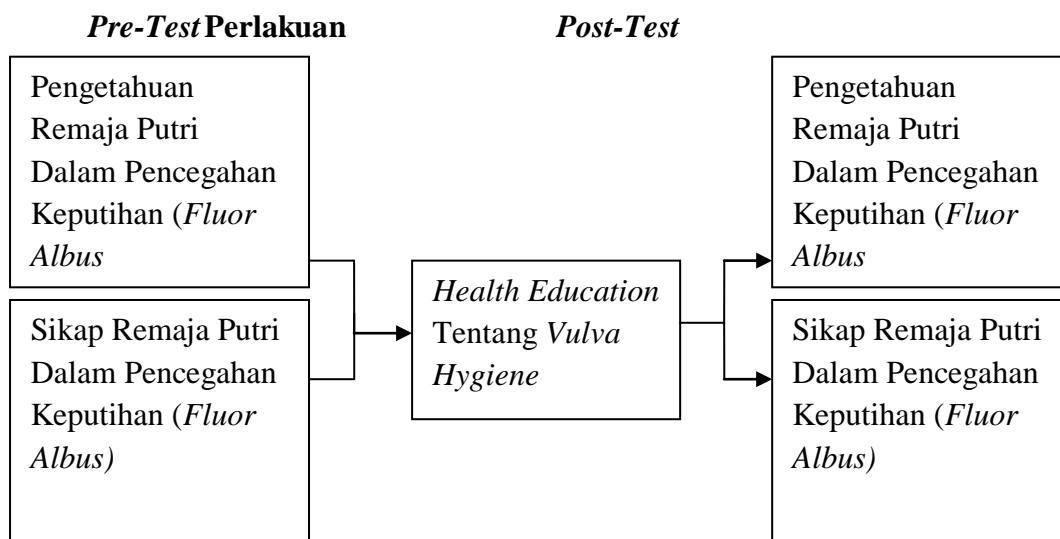 Pre-Test Perlakuan Post-Test
Pengetahuan
Remaja Putri
Dalam Pencegahan
Keputihan (Fluor
Albus
Sikap Remaja Putri
Dalam Pencegahan
Keputihan (Fluor
Albus)
Health Education
Tentang Vulva
Hygiene
Pengetahuan
Remaja Putri
Dalam Pencegahan
Keputihan (Fluor
Albus
Sikap Remaja Putri
Dalam Pencegahan
Keputihan (Fluor
Albus)